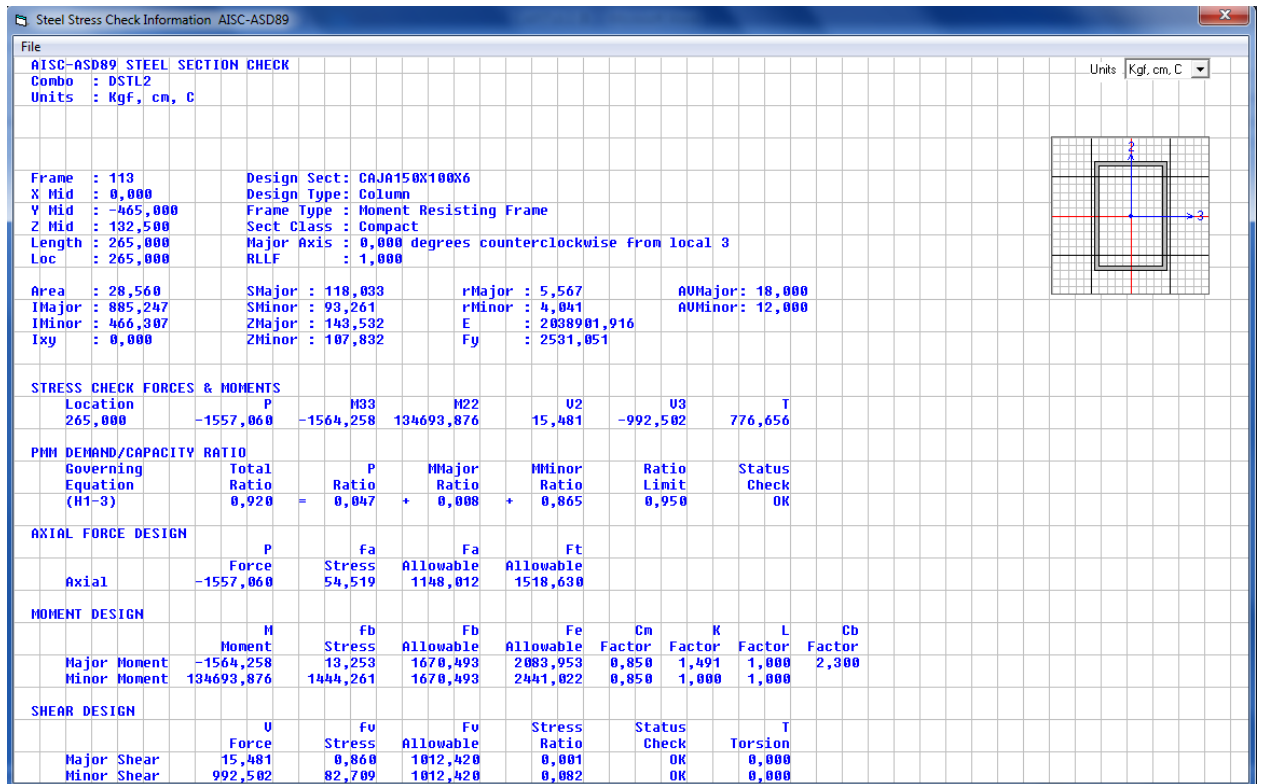 Steel Stress Check Information AISC-ASD89
File
AISC-ASD89 STEEL SECTION CHECK
Units Kgf, cm, C
Combo : DSTL2
Units : Kgf, cm, C
2
3
Frame : 113 Design Sect: CAJA150X100X6
X Mid : 0,000 Design Type: Column
Y Mid : -465,000 Frame Type : Moment Resisting Frame
Z Mid : 132,500 Sect Class : Compact
Length : 265,000 Major Axis : 0,000 degrees counterclockwise from local 3
Loc : 265,000 RLLF : 1,000
Area : 28,560 SMajor : 118,033 rMajor : 5,567 AVMajor: 18,000
IMajor : 885,247 SMinor : 93,261 rMinor : 4,041 AVMinor: 12,000
IMinor : 466,307 ZMajor : 143,532 E : 2038901,916
Ixy : 0,000 ZMinor : 107,832 Fy : 2531,051
STRESS CHECK FORCES & MOMENTS
Location P M33 M22 V2 V3 T
265,000 -1557,060 -1564,258 134693,876 15,481 -992,502 776,656
PMM DEMAND/CAPACITY RATIO
Governing Total P MMajor MMinor Ratio Status
Equation Ratio Ratio Ratio Ratio Limit Check
(H1-3) 0,920 = 0,047 + 0,008 + 0,865 0,950 OK
AXIAL FORCE DESIGN
P fa Fa Ft
Force Stress Allowable Allowable
Axial -1557,060 54,519 1148,012 1518,630
MOMENT DESIGN
M fb Fb Fe Cm K L Cb
Moment Stress Allowable Allowable Factor Factor Factor Factor
Major Moment -1564,258 13,253 1670,493 2083,953 0,850 1,491 1,000 2,300
Minor Moment 134693,876 1444,261 1670,493 2441,022 0,850 1,000 1,000
SHEAR DESIGN
V fv Fv Stress Status T
Force Stress Allowable Ratio Check Torsion
Major Shear 15,481 0,860 1012,420 0,001 OK 0,000
Minor Shear 992,502 82,709 1012,420 0,082 OK 0,000